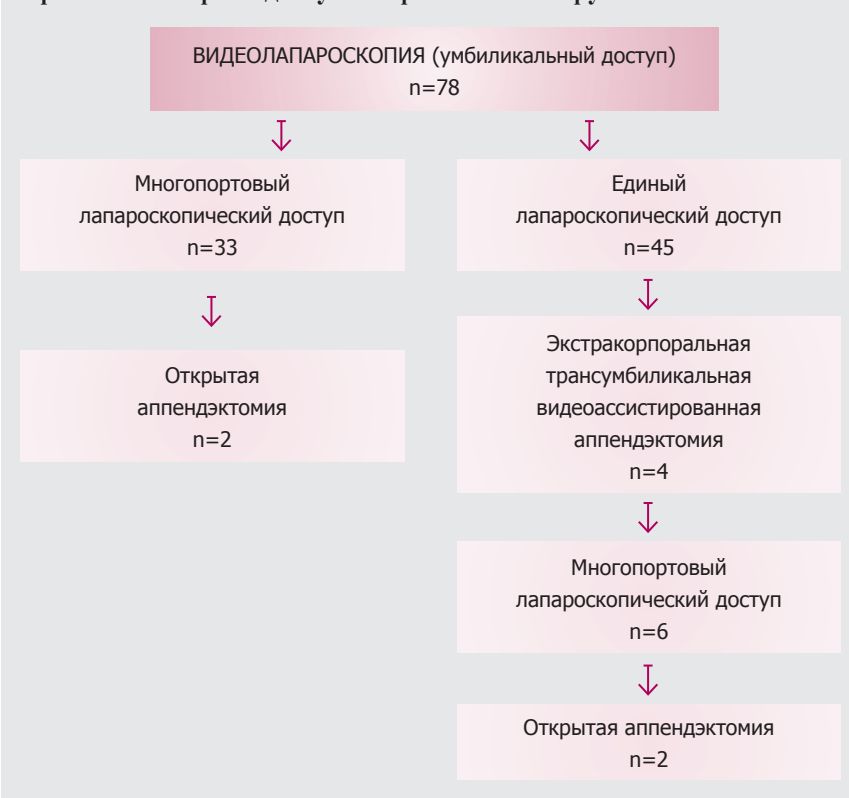 ВИДЕОЛАПАРОСКОПИЯ (умбиликальный доступ)
n=78
Многопортовый
лапароскопический доступ
n=33
Единый
лапароскопический доступ
n=45
Открытая
аппендэктомия
n=2
Экстракорпоральная
трансумбиликальная
видеоассистированная
аппендэктомия
n=4
Многопортовый
лапароскопический доступ
n=6
Открытая аппендэктомия
n=2